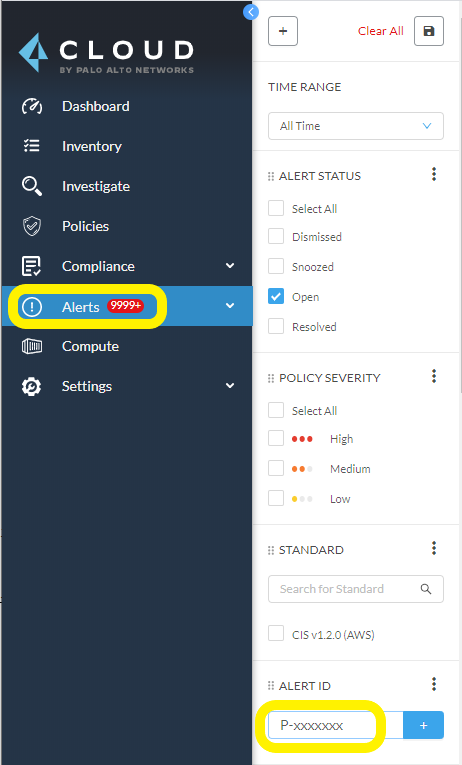 CLOUD
BY PALO ALTO NETWORKS
Dashboard
Inventory
Investigate
Policies
Compliance
Alerts 9999+
Compute
Settings
+ Clear All
TIME RANGE
All Time
ALERT STATUS
Select All
Dismissed
Snoozed
Open
Resolved
POLICY SEVERITY
Select All
High
Medium
Low
STANDARD
Search for Standard
CIS v1.2.0 (AWS)
ALERT ID
P-xxxxxxx +